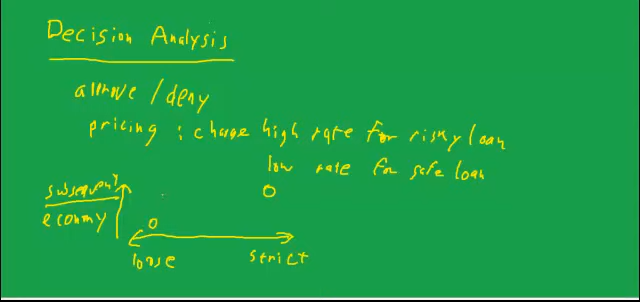 Decision Analysis
approve / deny
pricing : charge high rate for risky loan
low rate for safe loan
O
subsequent
economy
O
loose strict